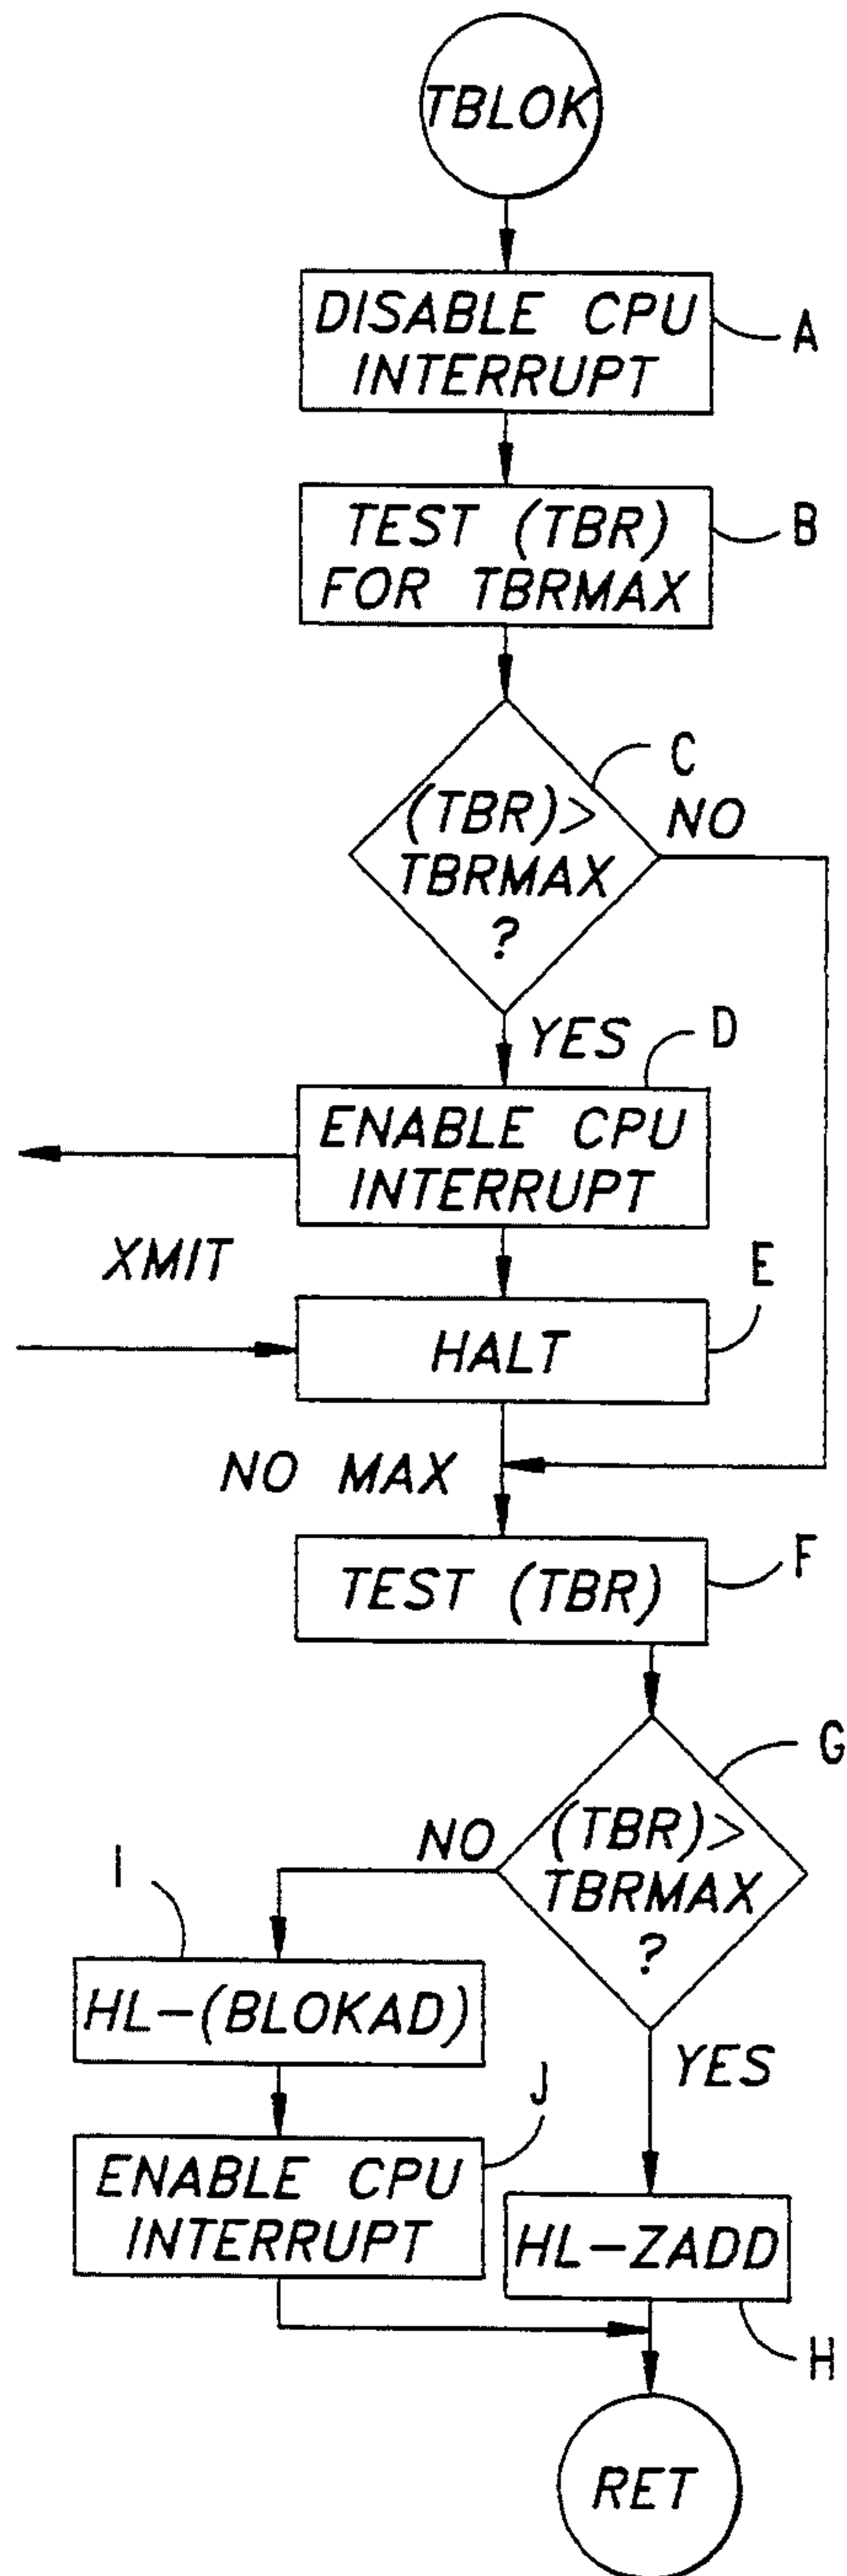 TBLOK
DISABLE CPU
INTERRUPT
A
TEST (TBR)
FOR TBRMAX
B
C
(TBR)>
TBRMAX
?
NO
YES
D
ENABLE CPU
INTERRUPT
XMIT
E
HALT
NO MAX
F
TEST (TBR)
G
(TBR)>
TBRMAX
?
NO
I
HL-(BLOKAD)
YES
J
ENABLE CPU
INTERRUPT
HL-ZADD
H
RET